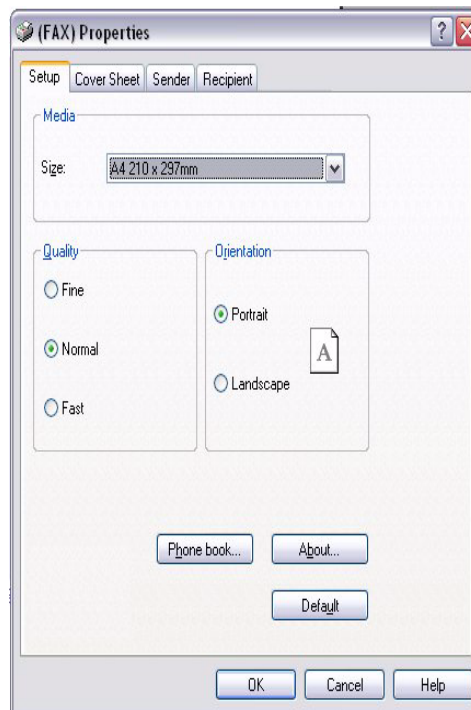 (FAX) Properties
?
Setup Cover Sheet Sender Recipient
Media
Size: A4 210 x 297mm
Quality Orientation
Fine
Portrait
Normal
A
Landscape
Fast
Phone book... About...
Default
OK Cancel Help